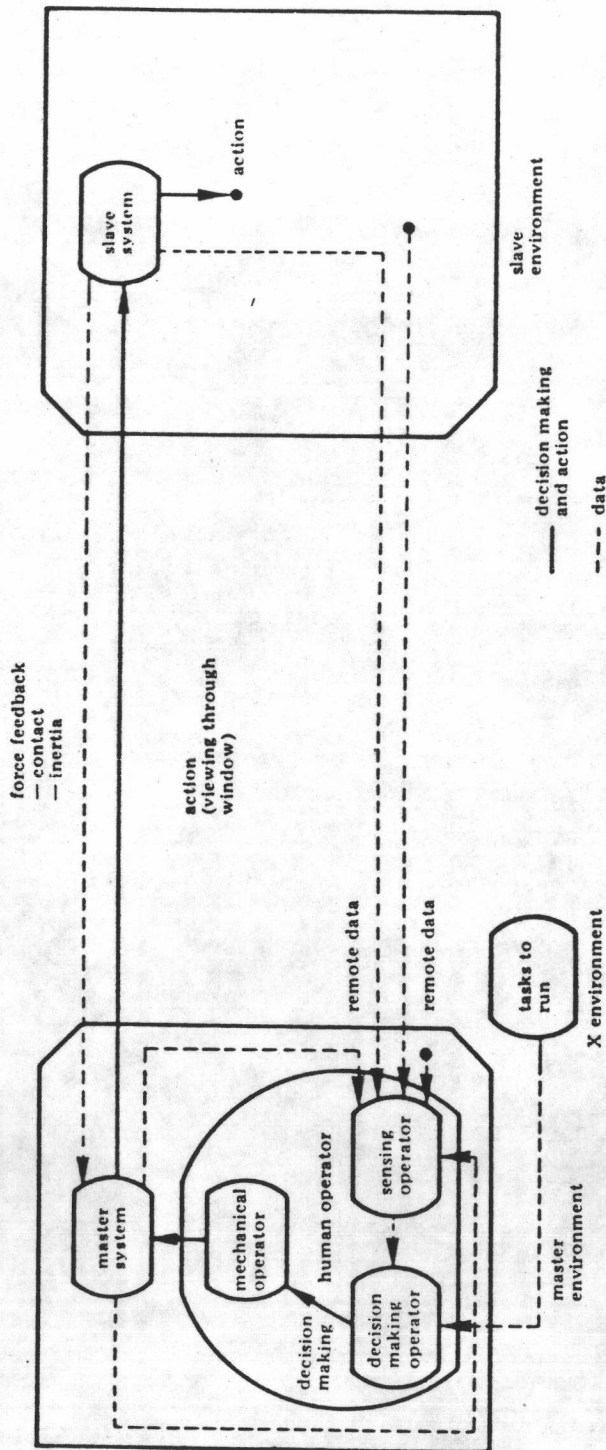 force feedback
— contact
— inertia
master
system
slave
system
action
action
(viewing through
window)
mechanical
operator
decision
making
human operator
decision
making
operator
sensing
operator
remote data
remote data
tasks to
run
master
environment
X environment
slave
environment
decision making
and action
data